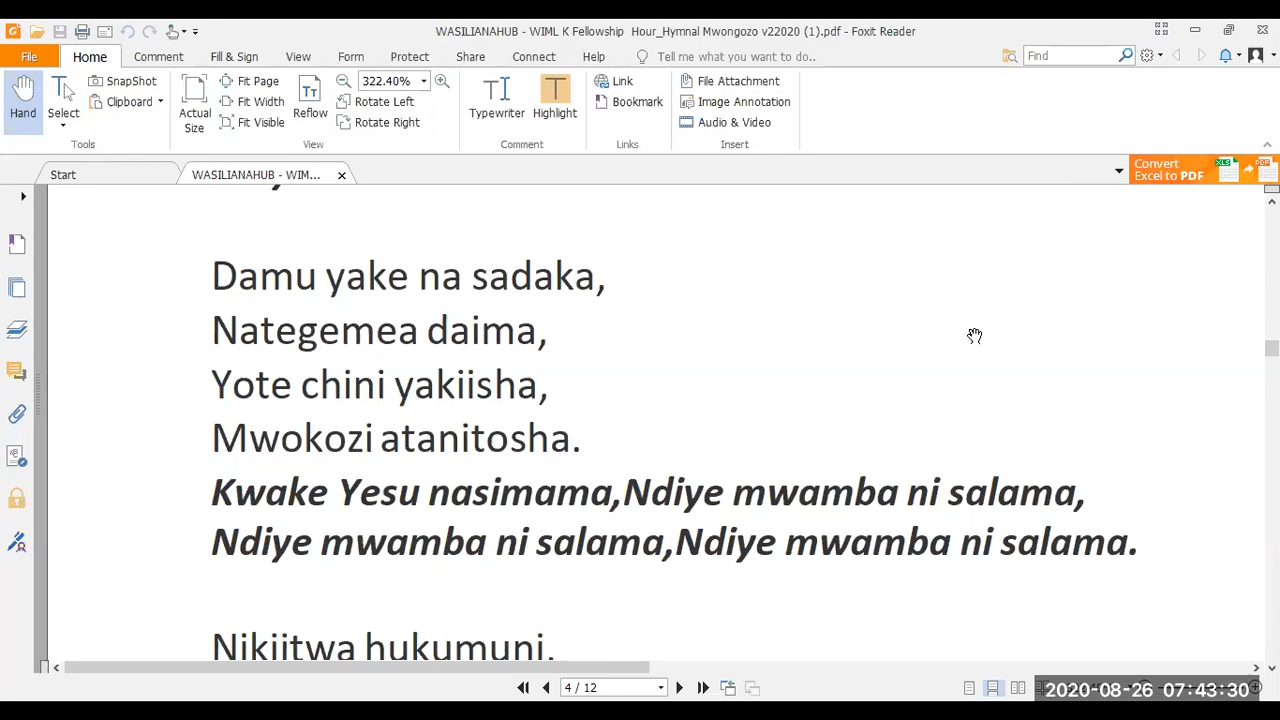 WASILIANAHUB - WIML K Fellowship Hour_Hymnal Mwongozo v22020 (1).pdf - Foxit Reader
File Home Comment Fill & Sign View Form Protect Share Connect Help Tell me what you want to do.. Find
Hand
Select
SnapShot
Clipboard
Tools
Actual Size
Fit Page
Fit Width
Fit Visible
Reflow
322.40%
Rotate Left
Rotate Right
View
Typewriter
Highlight
Comment
Link
Bookmark
Links
File Attachment
Image Annotation
Audio & Video
Insert
Start
WASILIANAHUB - WIM...
Convert
Excel to PDF
XLS
PDF
Damu yake na sadaka,
Nategemea daima,
Yote chini yakiisha,
Mwokozi atanitosha.
Kwake Yesu nasimama,Ndiye mwamba ni salama,
Ndiye mwamba ni salama,Ndiye mwamba ni salama.
Nikiitwa hukumuni,
4 / 12
2020-08-26 07:43:30